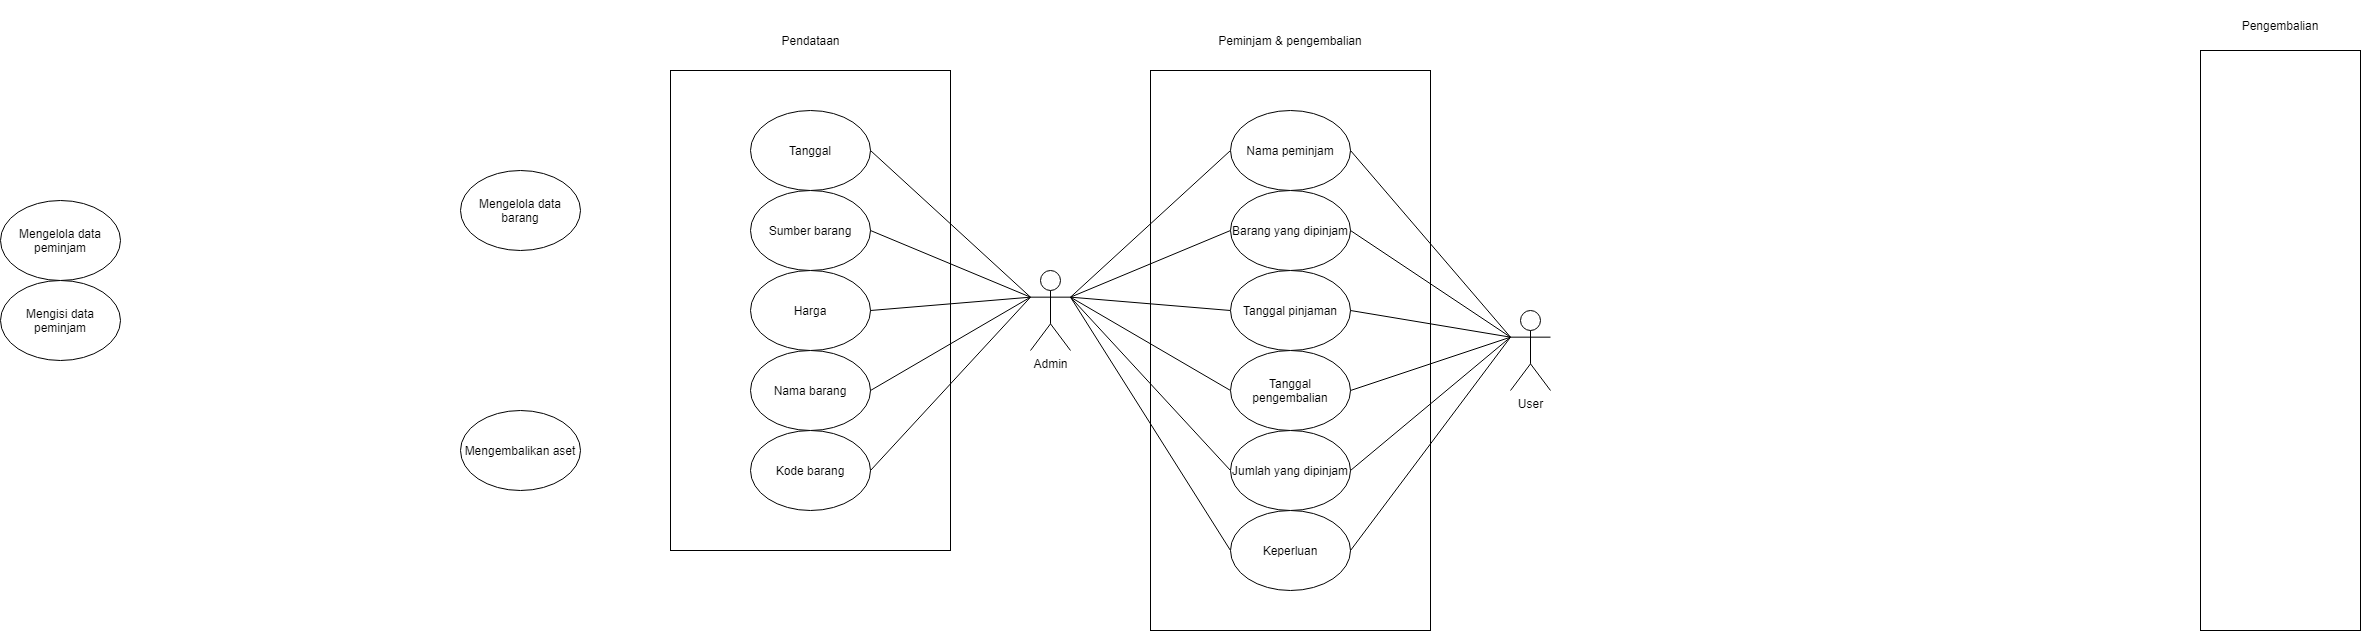 Pengembalian
Pendataan
Peminjam & pengembalian
Mengelola data
peminjam
Mengisi data
peminjam
Mengelola data
barang
Mengembalikan aset
Tanggal
Sumber barang
Harga
Nama barang
Kode barang
Admin
Nama peminjam
Barang yang dipinjam
Tanggal pinjaman
Tanggal
pengembalian
Jumlah yang dipinjam
Keperluan
User